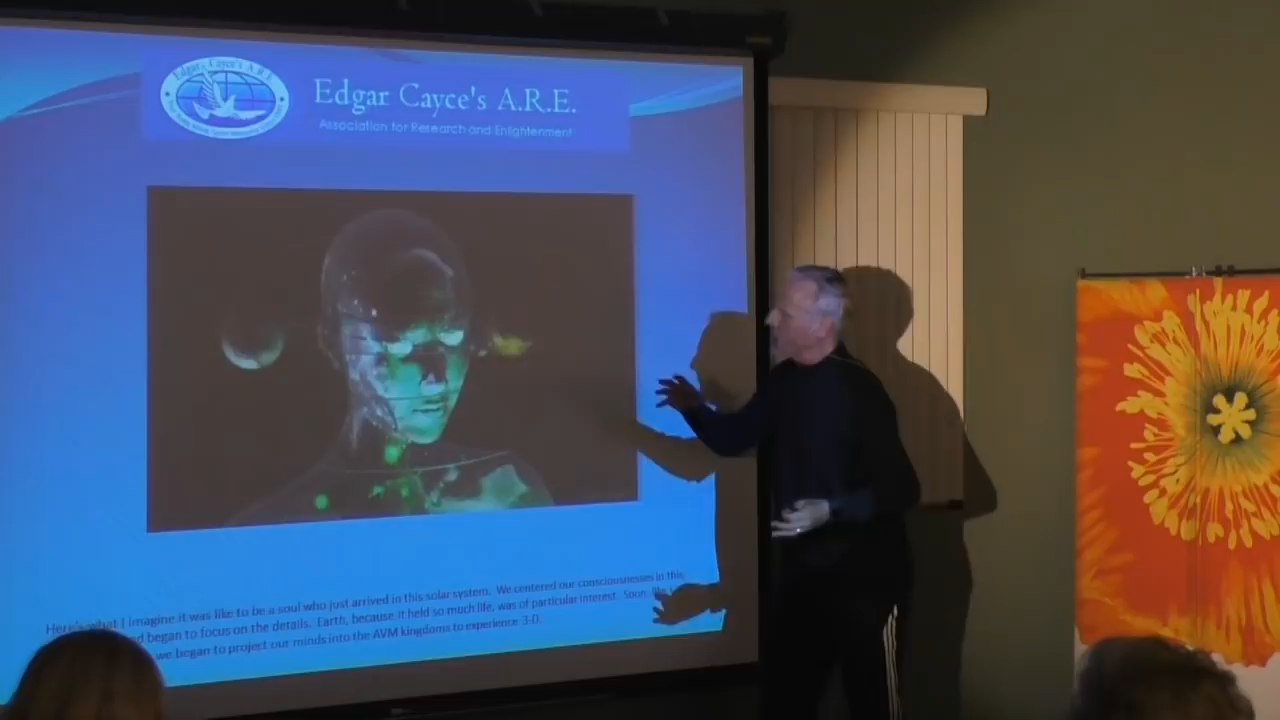 Edgar Cayce's A.R.E.
Edgar Cayce's A.R.E.
Association for Research and Enlightenment
Here's what I imagine it was like to be a soul who just arrived in this solar system. We centered our consciousnesses in this
began to focus on the details. Earth, because it held so much life, was of particular interest. Soon,
we began to project our minds into the AVM kingdoms to experience 3-D.